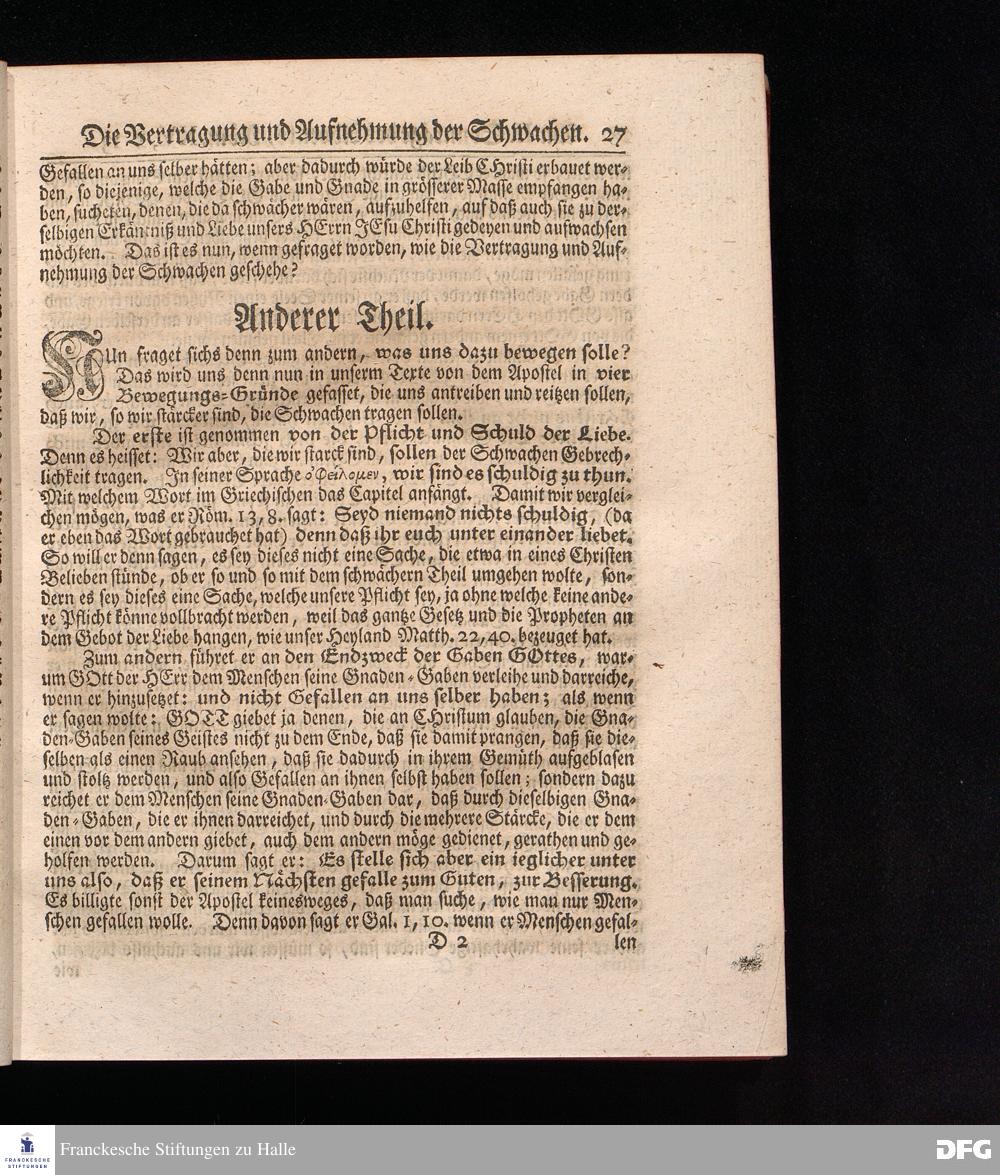 Die Vertragung und Aufnehmung der Schwachen. 27
Gefallen an uns selber hätten; aber dadurch würde der Leib CHristi erbauet wer-
den, so diejenige, welche die Gabe und Gnade in grösserer Masse empfangen ha-
ben, sucheten, denen, die da schwächer wären, aufzuhelfen, auf daß auch sie zu der-
selbigen Erkäntniß und Liebe unsers HErrn JEsu Christi gedeyen und aufwachsen
möchten. Das ist es nun, wenn gefraget worden, wie die Vertragung und Auf-
nehmung der Schwachen geschehe?
Anderer Theil.
NUn fraget sichs denn zum andern, was uns dazu bewegen solle?
Das wird uns denn nun in unserm Texte von dem Apostel in vier
Bewegungs-Gründe gefasset, die uns antreiben und reitzen sollen,
daß wir, so wir stärcker sind, die Schwachen tragen sollen.
Der erste ist genommen von der Pflicht und Schuld der Liebe.
Denn es heisset: Wir aber, die wir starck sind, sollen der Schwachen Gebrech-
lichkeit tragen. In seiner Sprache ὀφείλομεν, wir sind es schuldig zu thun.
Mit welchem Wort im Griechischen das Capitel anfängt. Damit wir verglei-
chen mögen, was er Röm. 13, 8. sagt: Seyd niemand nichts schuldig, (da
er eben das Wort gebrauchet hat) denn daß ihr euch unter einander liebet.
So will er denn sagen, es sey dieses nicht eine Sache, die etwa in eines Christen
Belieben stünde, ob er so und so mit dem schwächern Theil umgehen wolte, son-
dern es sey dieses eine Sache, welche unsere Pflicht sey, ja ohne welche keine ande-
re Pflicht könne vollbracht werden, weil das gantze Gesetz und die Propheten an
dem Gebot der Liebe hangen, wie unser Heyland Matth. 22, 40. bezeuget hat.
Zum andern führet er an den Endzweck der Gaben GOttes, war-
um GOtt der HErr dem Menschen seine Gnaden-Gaben verleihe und darreiche,
wenn er hinzusetzet: und nicht Gefallen an uns selber haben; als wenn
er sagen wolte: GOTT giebet ja denen, die an CHristum glauben, die Gna-
den-Gaben seines Geistes nicht zu dem Ende, daß sie damit prangen, daß sie die-
selben als einen Raub ansehen, daß sie dadurch in ihrem Gemüth aufgeblasen
und stoltz werden, und also Gefallen an ihnen selbst haben sollen; sondern dazu
reichet er dem Menschen seine Gnaden-Gaben dar, daß durch dieselbigen Gna-
den-Gaben, die er ihnen darreichet, und durch die mehrere Stärcke, die er dem
einen vor dem andern giebet, auch dem andern möge gedienet, gerathen und ge-
holfen werden. Darum sagt er: Es stelle sich aber ein ieglicher unter
uns also, daß er seinem Nächsten gefalle zum Guten, zur Besserung.
Es billigte sonst der Apostel keinesweges, daß man suche, wie man nur Men-
schen gefallen wolle. Denn davon sagt er Gal. 1, 10. wenn er Menschen gefal-
D 2 len
FRANCKESCHE
STIFTUNGEN
Franckesche Stiftungen zu Halle
DFG